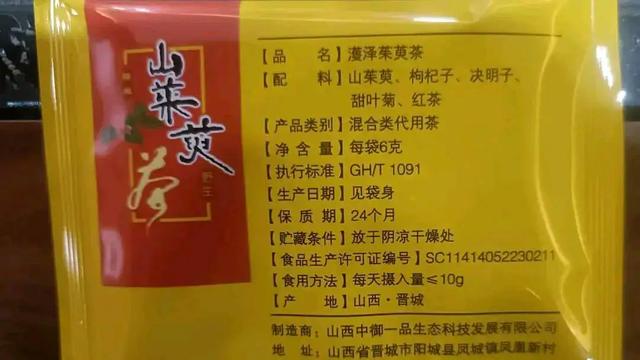 山茱萸
茶
野生
【品 名】濩泽茱萸茶
【配 料】山茱萸、枸杞子、决明子、
甜叶菊、红茶
【产品类别】混合类代用茶
【净 含 量】每袋6克
【执行标准】GH/T 1091
【生产日期】见袋身
【保 质 期】24个月
【贮藏条件】放于阴凉干燥处
【食品生产许可证编号】SC11414052230211
【食用方法】每天摄入量≤10g
【产 地】山西·晋城
制造商：山西中御一品生态科技发展有限公司
地 址：山西省晋城市阳城县凤城镇凤凰新村